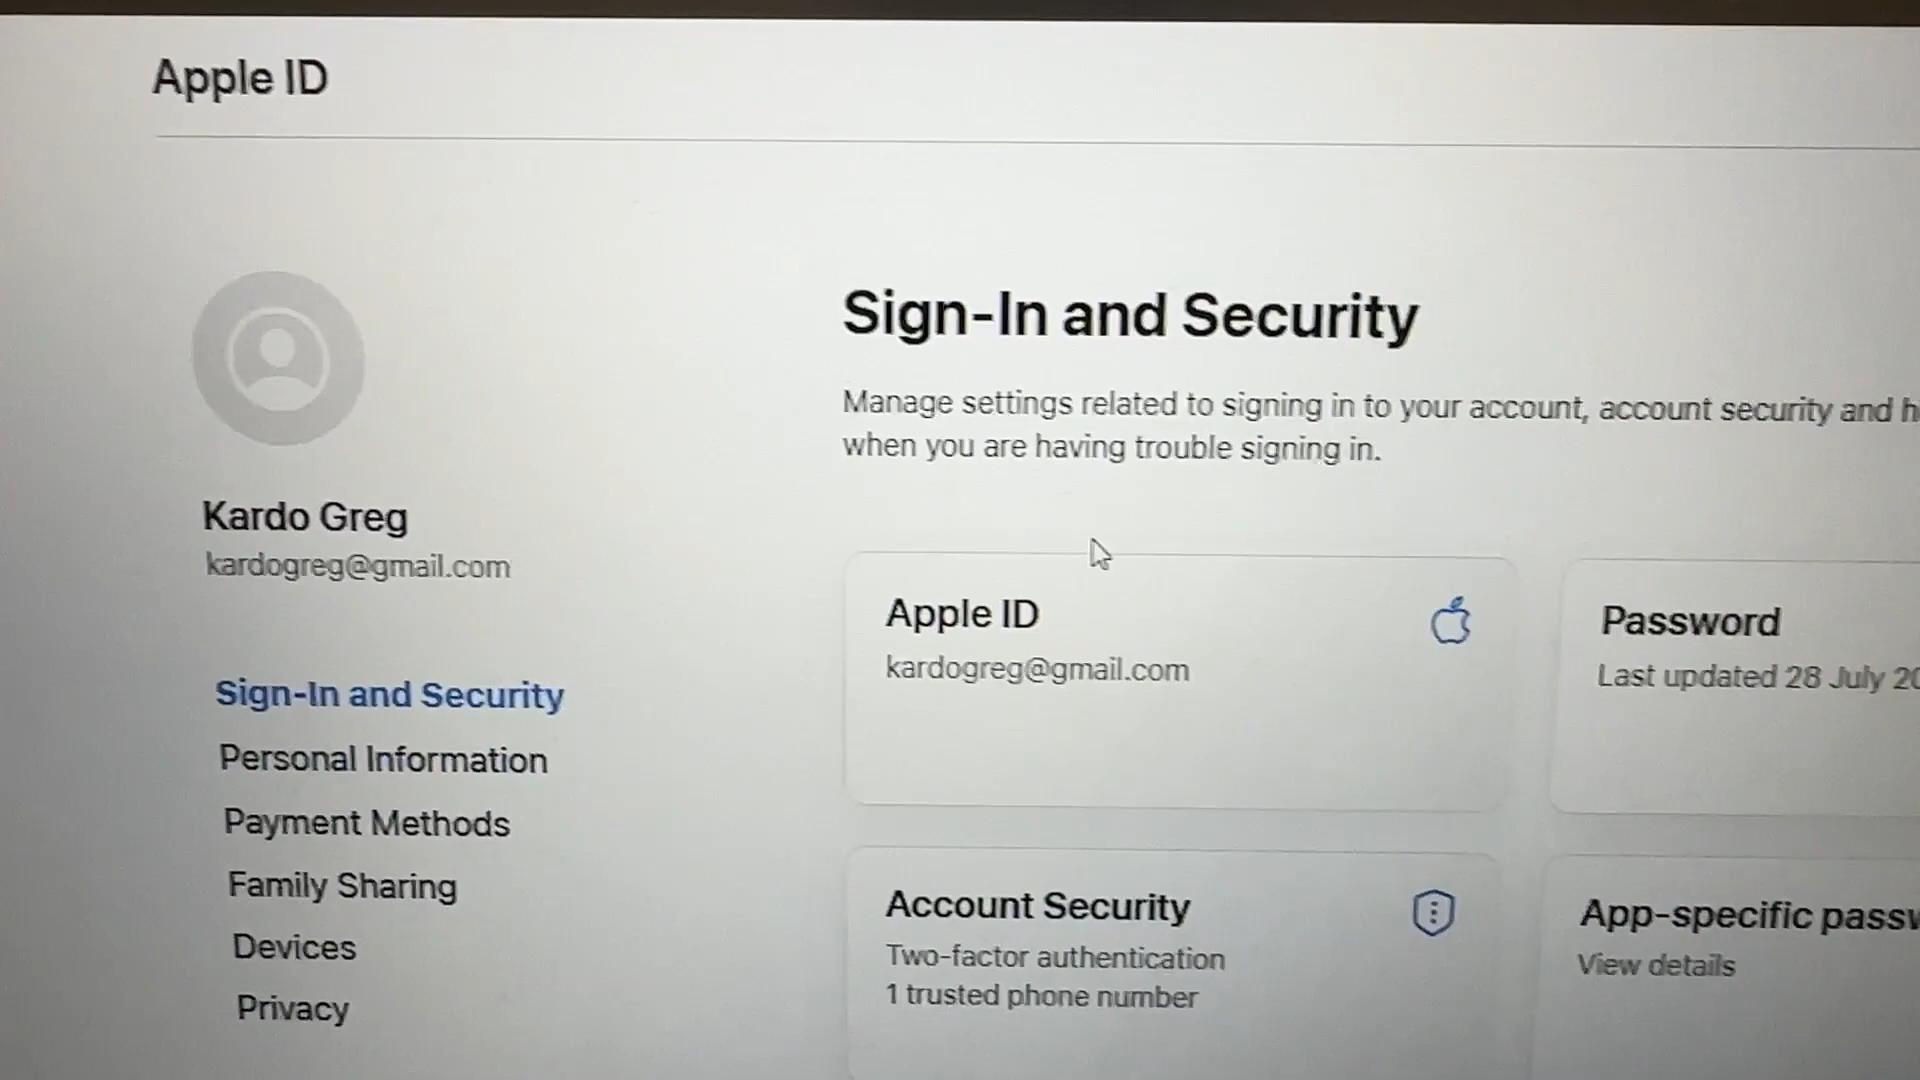 Apple ID
Kardo Greg
kardogreg@gmail.com
Sign-In and Security
Personal Information
Payment Methods
Family Sharing
Devices
Privacy
Sign-In and Security
Manage settings related to signing in to your account, account security and
when you are having trouble signing in.
Apple ID
kardogreg@gmail.com
Password
Last updated 28 July
Account Security
Two-factor authentication
1 trusted phone number
App-specific
View details